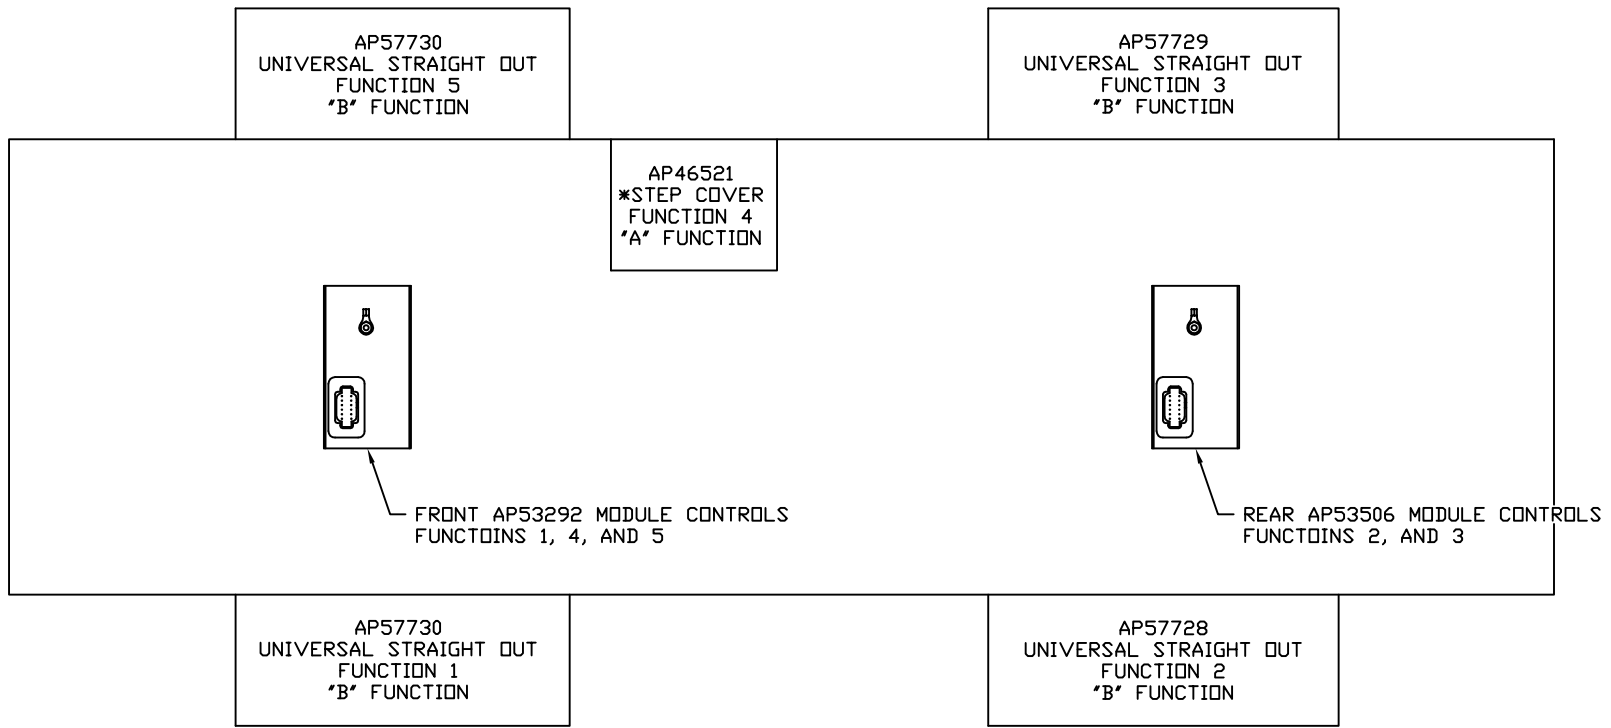 AP57730
UNIVERSAL STRAIGHT OUT
FUNCTION 5
"B" FUNCTION
AP57729
UNIVERSAL STRAIGHT OUT
FUNCTION 3
"B" FUNCTION
AP46521
*STEP COVER
FUNCTION 4
"A" FUNCTION
FRONT AP53292 MODULE CONTROLS
FUNCTOINS 1, 4, AND 5
REAR AP53506 MODULE CONTROLS
FUNCTOINS 2, AND 3
AP57730
UNIVERSAL STRAIGHT OUT
FUNCTION 1
"B" FUNCTION
AP57728
UNIVERSAL STRAIGHT OUT
FUNCTION 2
"B" FUNCTION